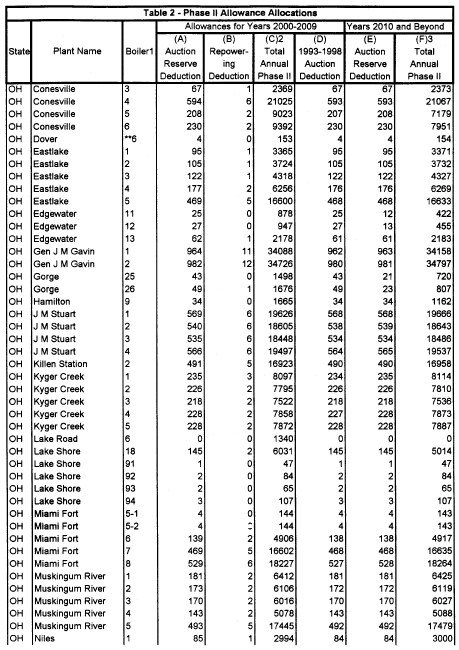 Table 2 - Phase II Allowance Allocations
Allowances for Years 2000-2009 Years 2010 and Beyond
(A) (B) (C)2 (D) (E) (F)3
State Plant Name Boiler1 Auction Repower- Total 1993-1998 Auction Total
Reserve ing Annual Auction Reserve Annual
Deduction Deduction Phase II Deduction Deduction Phase II
OH Conesville 3 67 1 2369 67 67 2373
OH Conesville 4 594 6 21025 593 593 21067
OH Conesville 5 208 2 9023 207 208 7179
OH Conesville 6 230 2 9392 230 230 7951
OH Dover **6 4 0 153 4 4 154
OH Eastlake 1 95 1 3365 95 95 3371
OH Eastlake 2 105 1 3724 105 105 3732
OH Eastlake 3 122 1 4318 122 122 4327
OH Eastlake 4 177 2 6256 176 176 6269
OH Eastlake 5 469 5 16600 468 468 16633
OH Edgewater 11 25 0 878 25 12 422
OH Edgewater 12 27 0 947 27 13 455
OH Edgewater 13 62 1 2178 61 61 2183
OH Gen J M Gavin 1 964 11 34088 962 963 34158
OH Gen J M Gavin 2 982 12 34726 980 981 34797
OH Gorge 25 43 0 1498 43 21 720
OH Gorge 26 49 1 1676 49 23 807
OH Hamilton 9 34 0 1665 34 34 1162
OH J M Stuart 1 569 6 19626 568 568 19666
OH J M Stuart 2 540 6 18605 538 539 18643
OH J M Stuart 3 535 6 18448 534 534 18486
OH J M Stuart 4 566 6 19497 564 565 19537
OH Killen Station 2 491 5 16923 490 490 16958
OH Kyger Creek 1 235 3 8097 234 235 8114
OH Kyger Creek 2 226 2 7795 226 226 7810
OH Kyger Creek 3 218 2 7522 218 218 7536
OH Kyger Creek 4 228 2 7858 227 228 7873
OH Kyger Creek 5 228 2 7872 227 228 7887
OH Lake Road 6 0 0 1340 0 0 0
OH Lake Shore 18 145 2 6031 145 145 5014
OH Lake Shore 91 1 0 47 1 1 47
OH Lake Shore 92 2 0 84 2 2 84
OH Lake Shore 93 2 0 65 2 2 65
OH Lake Shore 94 3 0 107 3 3 107
OH Miami Fort 5-1 4 0 144 4 4 143
OH Miami Fort 5-2 4 144 4 4 143
OH Miami Fort 6 139 2 4906 138 138 4917
OH Miami Fort 7 469 5 16602 468 468 16635
OH Miami Fort 8 529 6 18227 527 528 18264
OH Muskingum River 1 181 2 6412 181 181 6425
OH Muskingum River 2 173 2 6106 172 172 6119
OH Muskingum River 3 170 2 6016 170 170 6027
OH Muskingum River 4 143 2 5078 143 143 5088
OH Muskingum River 5 493 5 17445 492 492 17479
OH Niles 1 85 1 2994 84 84 3000